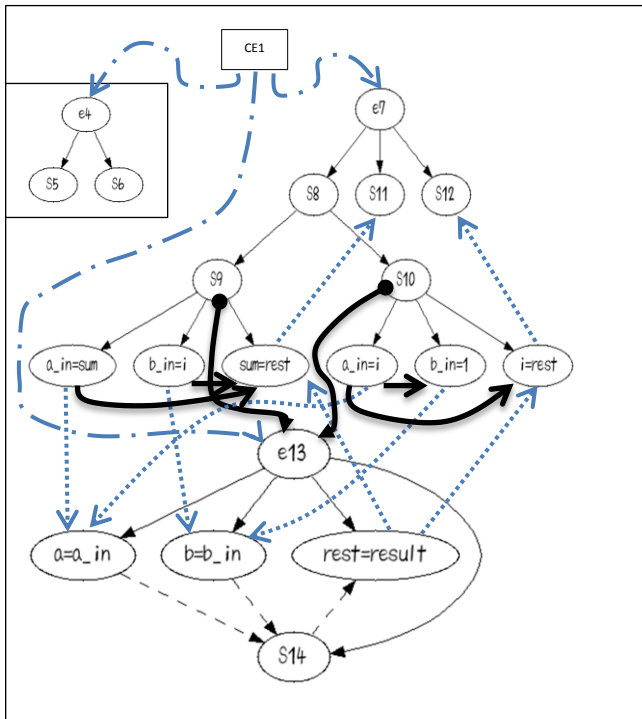 CE1
e4
e7
S5
S6
S8
S11
S12
S9
S10
a_in=sum
b_in=i
sum=rest
a_in=i
b_in=1
i=rest
e13
a=a_in
b=b_in
rest=result
S14